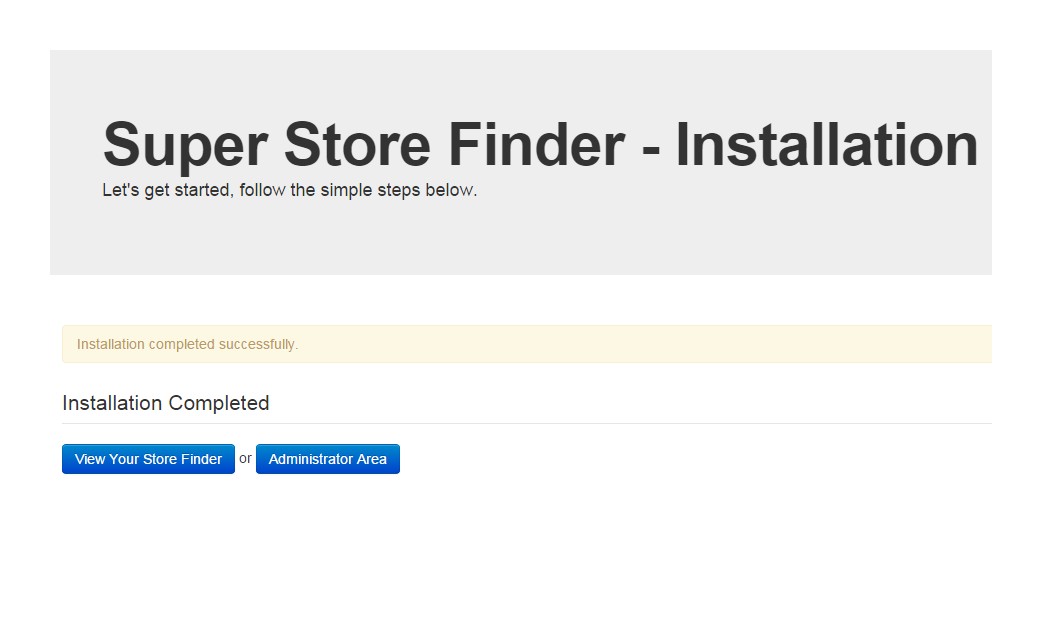 Super Store Finder - Installation
Let's get started, follow the simple steps below.
Installation completed successfully.
Installation Completed
View Your Store Finder or Administrator Area